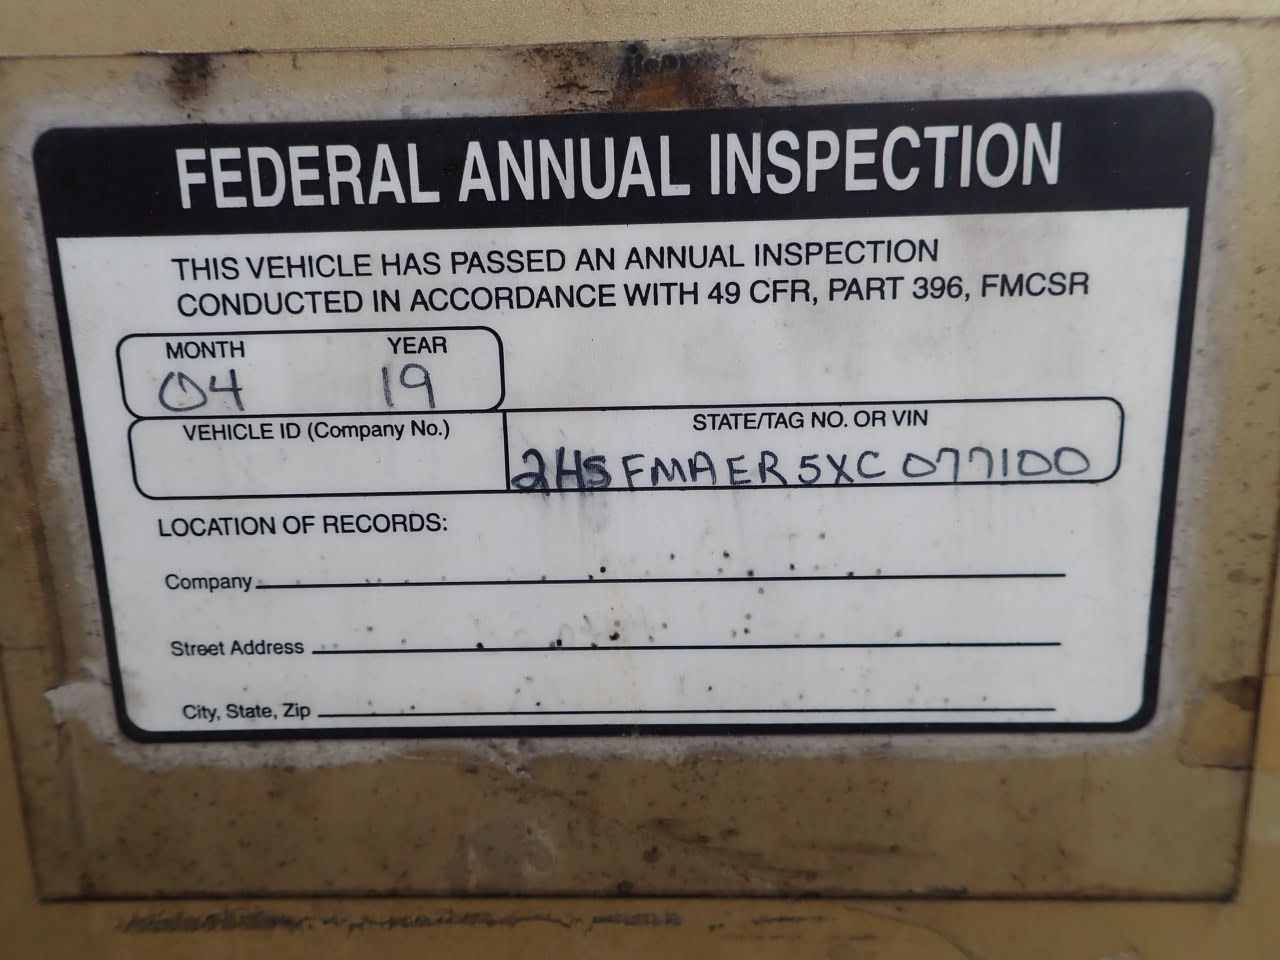 FEDERAL ANNUAL INSPECTION
THIS VEHICLE HAS PASSED AN ANNUAL INSPECTION
CONDUCTED IN ACCORDANCE WITH 49 CFR, PART 396, FMCSR
MONTH YEAR
04 19
VEHICLE ID (Company No.)
STATE/TAG NO. OR VIN
2HSFMAER5XC077100
LOCATION OF RECORDS:
Company
Street Address
City, State, Zip